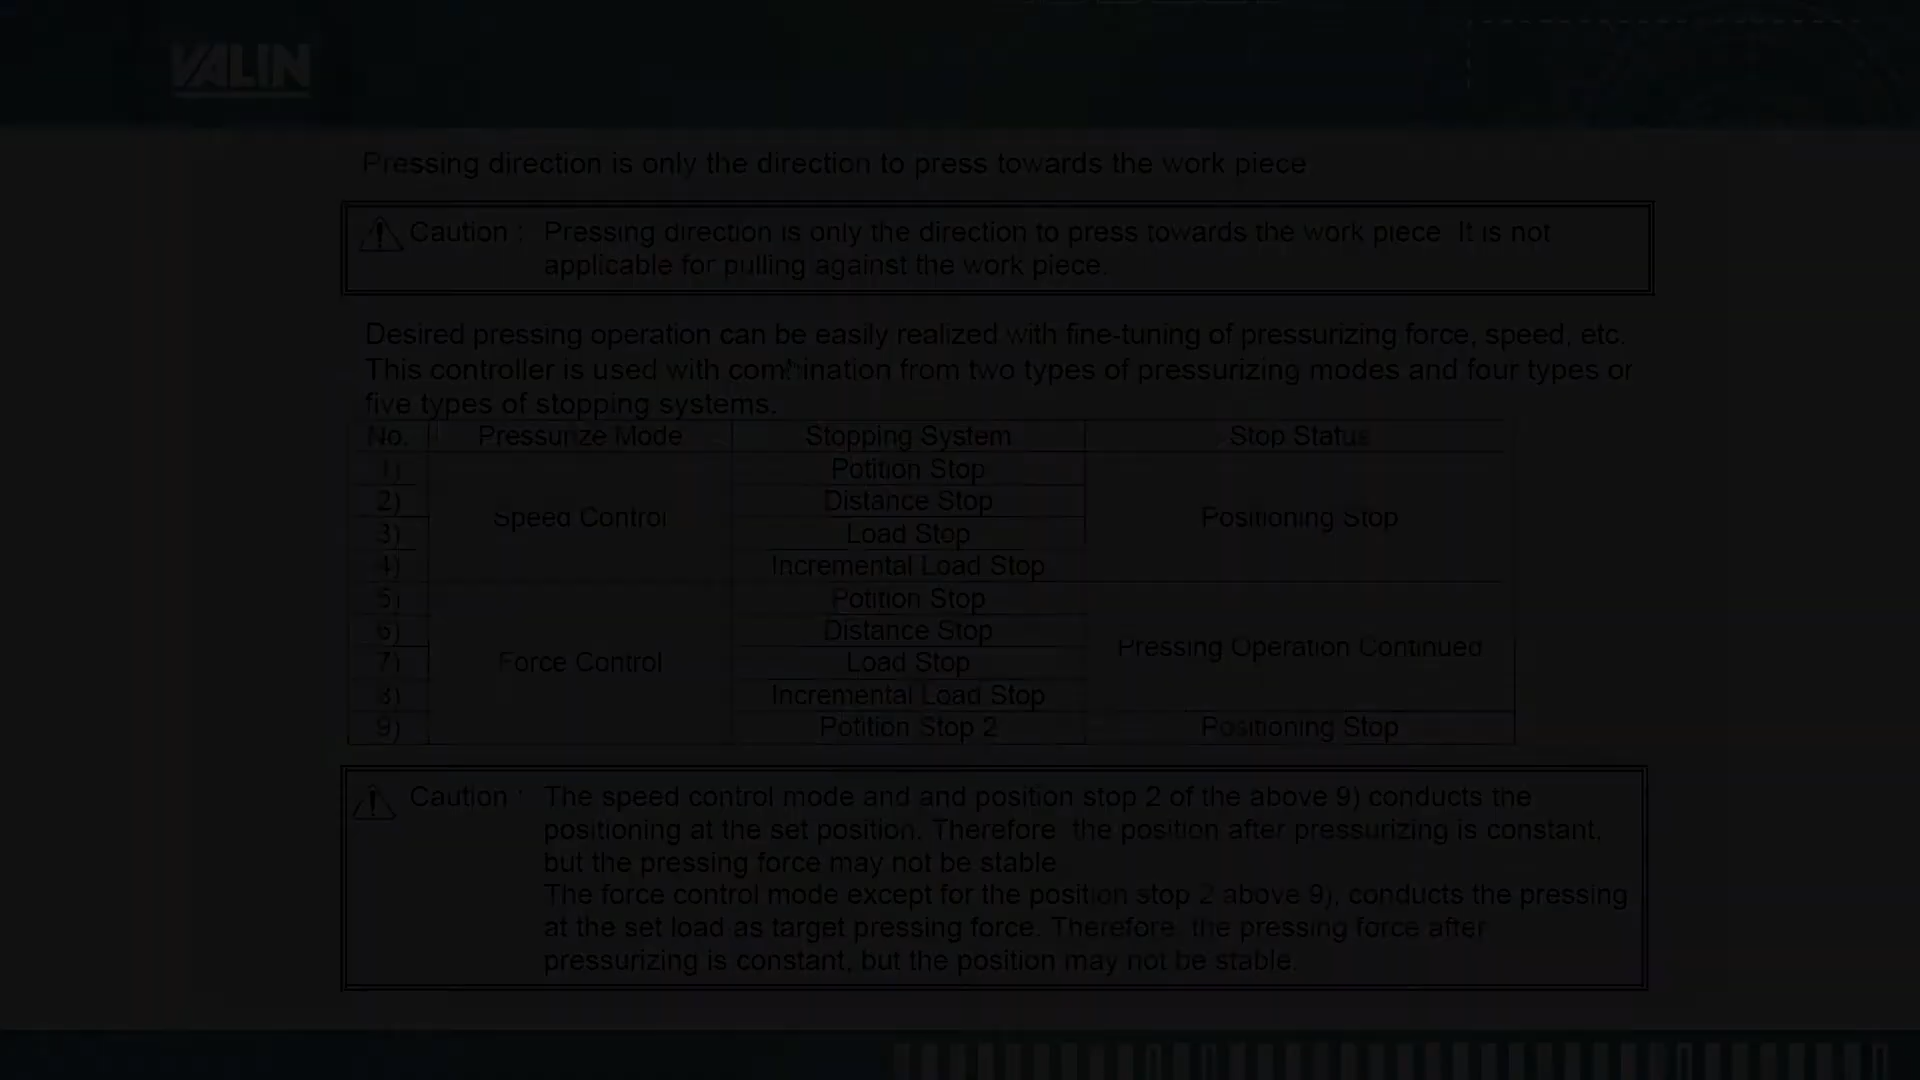 VALIN
Pressing direction is only the direction to press towards the work piece
Caution : Pressing direction is only the direction to press towards the work piece. It is not
applicable for pulling against the work piece.
Desired pressing operation can be easily realized with fine-tuning of pressurizing force, speed, etc.
This controller is used with combination from two types of pressurizing modes and four types or
five types of stopping systems.
No. Pressurize Mode Stopping System Stop Status
1) Potition Stop
2) Distance Stop
Speed Control Positioning Stop
3) Load Stop
4) Incremental Load Stop
5) Potition Stop
6) Distance Stop
Pressing Operation Continued
7) Force Control Load Stop
8) Incremental Load Stop
9) Potition Stop 2 Positioning Stop
Caution : The speed control mode and and position stop 2 of the above 9) conducts the
positioning at the set position. Therefore, the position after pressurizing is constant,
but the pressing force may not be stable.
The force control mode except for the position stop 2 above 9), conducts the pressing
at the set load as target pressing force. Therefore, the pressing force after
pressurizing is constant, but the position may not be stable.